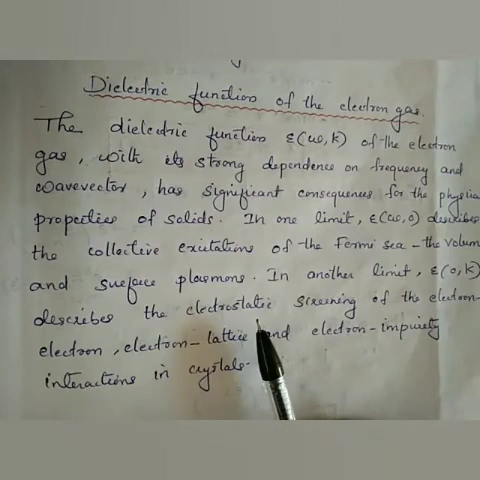 Dielectric function of the electron gas.
The dielectric function ε(ω,k) of the electron
gas, with its strong dependence on frequency and
wavevector, has significant consequences for the physical
properties of solids. In one limit, ε(ω,0) describes
the collective excitations of the Fermi sea - the volume
and surface plasmons. In another limit, ε(0,k)
describes the electrostatic screening of the electron-
electron, electron-lattice and electron-impurity
interactions in crystals.